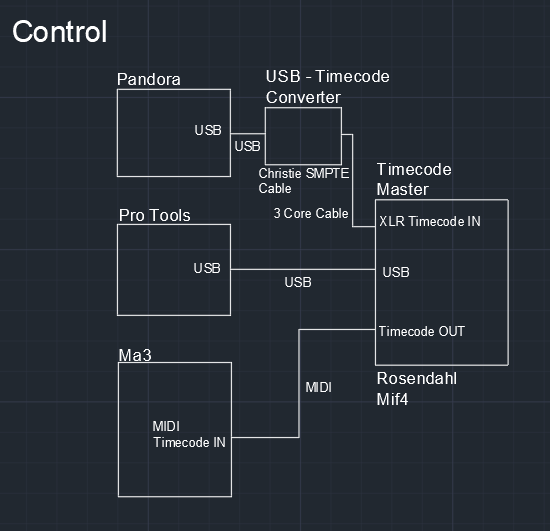 Control
Pandora
USB
USB
USB - Timecode
Converter
Christie SMPTE
Cable
3 Core Cable
Timecode
Master
XLR Timecode IN
USB
Timecode OUT
Rosendahl
Mif4
Pro Tools
USB
USB
MIDI
Ma3
MIDI
Timecode IN